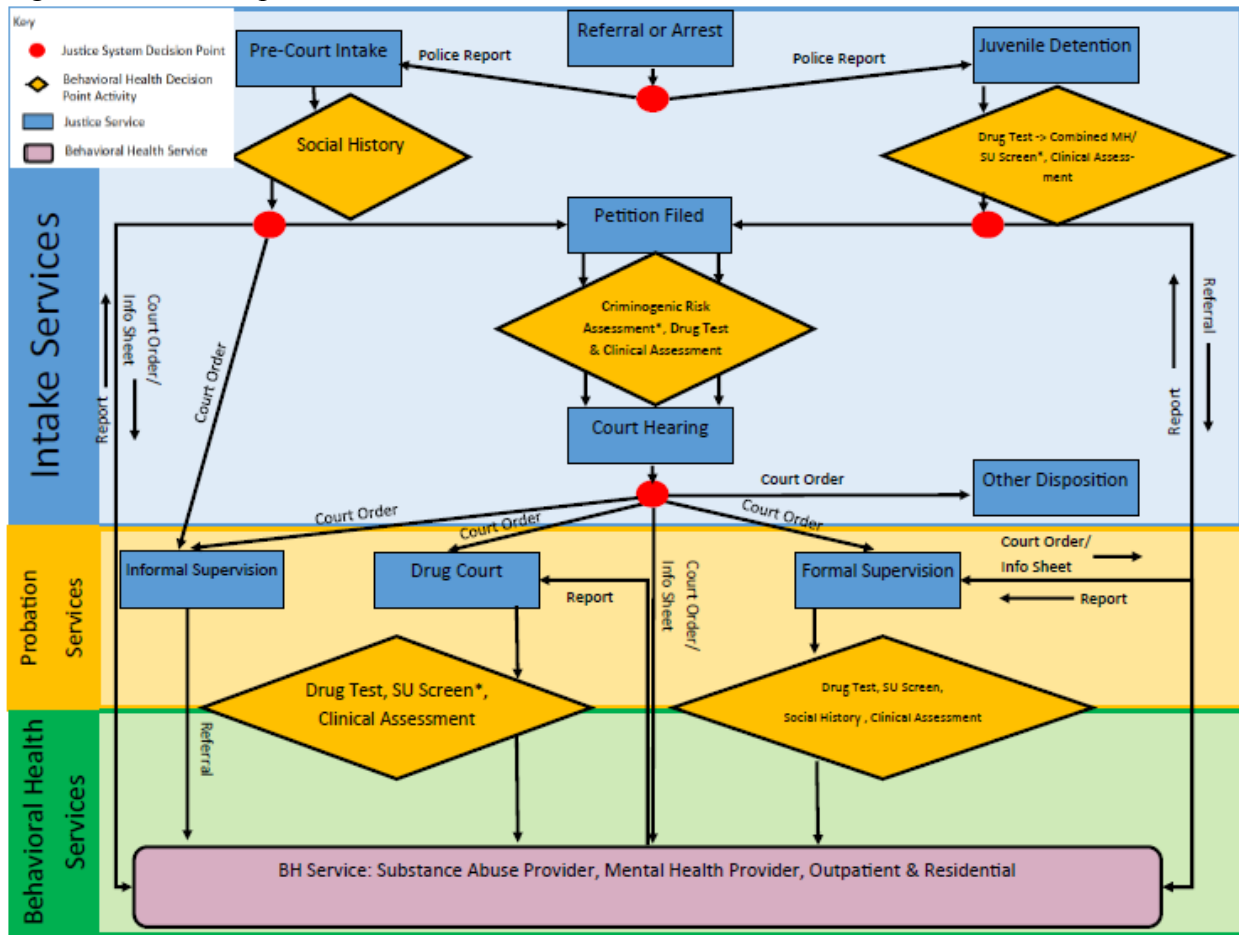 Key
Justice System Decision Point
Behavioral Health Decision
Point Activity
Justice Service
Behavioral Health Service
Referral or Arrest
Pre-Court Intake
Police Report
Police Report
Juvenile Detention
Social History
Drug Test -> Combined MH/
SU Screen*, Clinical Assess-
ment
Petition Filed
Criminogenic Risk
Assessment*, Drug Test
& Clinical Assessment
Court Hearing
Intake Services
Report
Court Order/
Info Sheet
Court Order
Report
Referral
Court Order
Other Disposition
Court Order
Court Order
Court Order
Probation
Services
Informal Supervision
Drug Court
Report
Court Order/
Info Sheet
Formal Supervision
Court Order/
Info Sheet
Report
Drug Test, SU Screen*,
Clinical Assessment
Drug Test, SU Screen,
Social History , Clinical Assessment
Referral
Behavioral Health
Services
BH Service: Substance Abuse Provider, Mental Health Provider, Outpatient & Residential